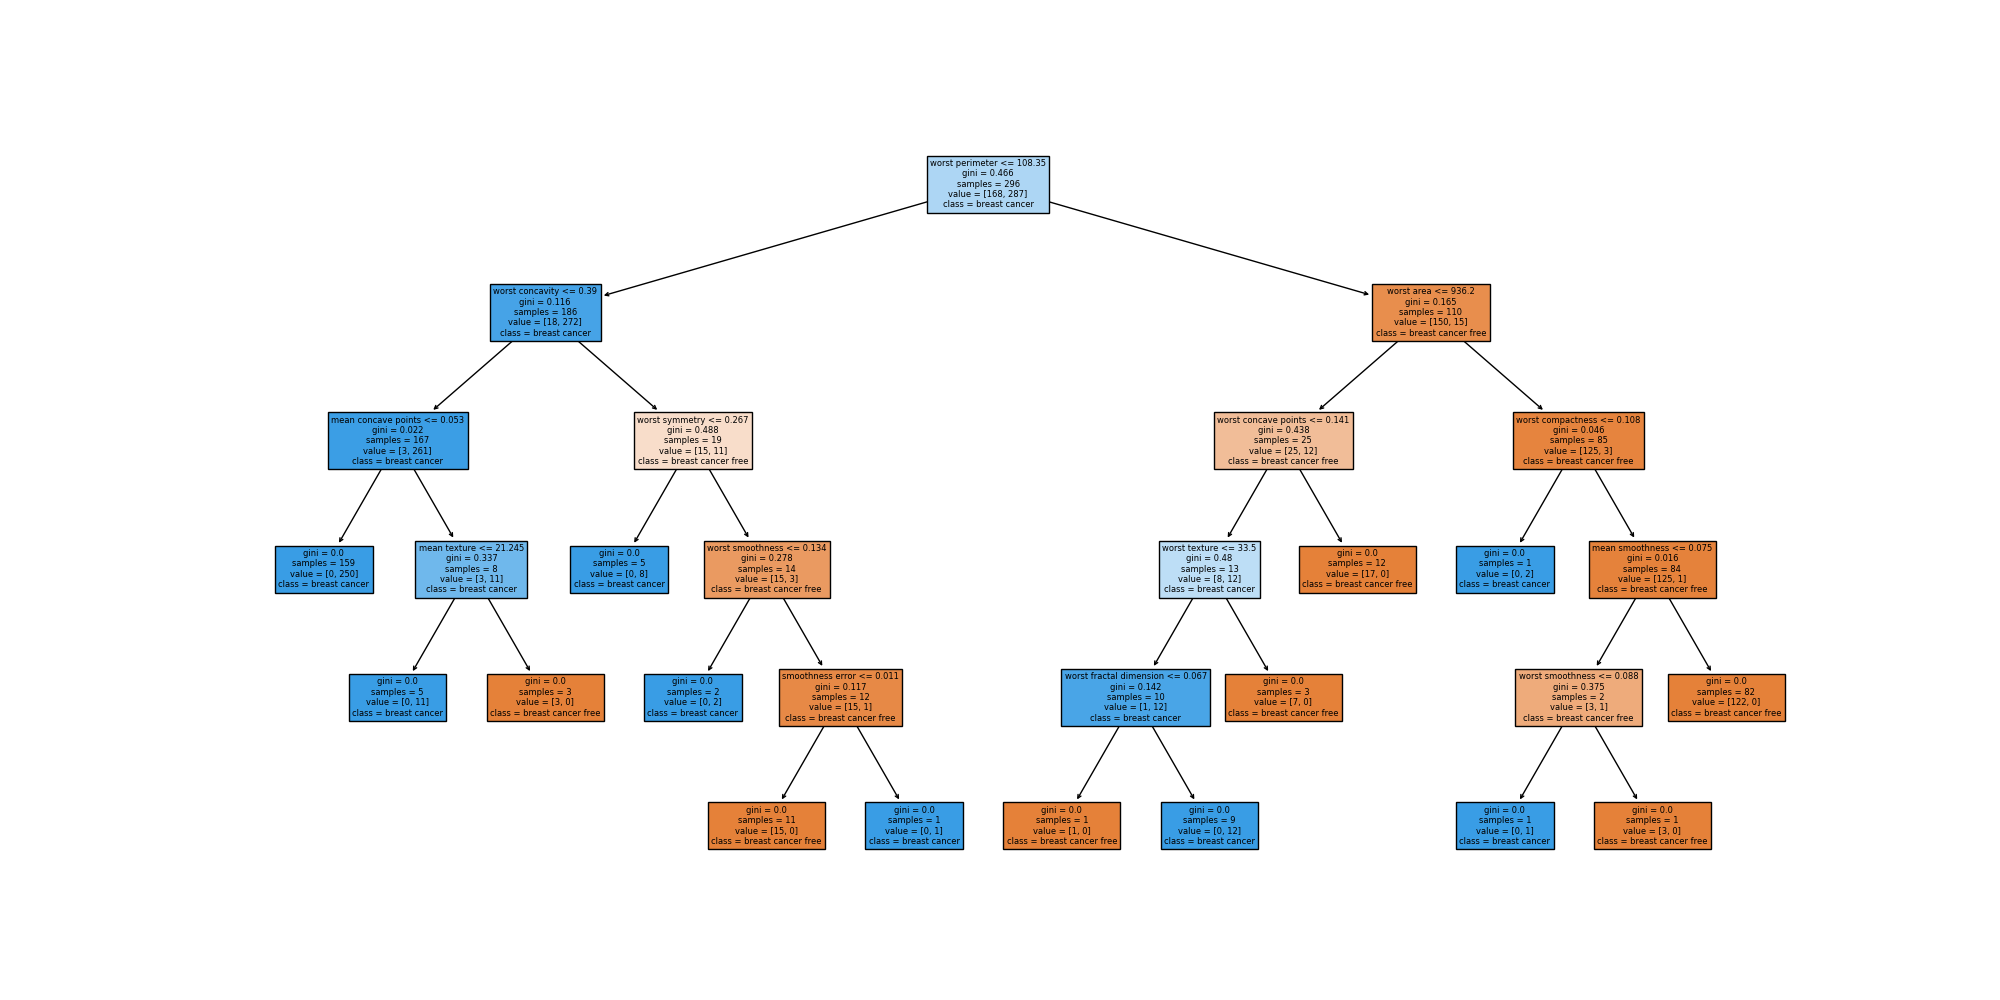 worst perimeter <= 108.35
gini = 0.466
samples = 296
value = [168, 287]
class = breast cancer
worst concavity <= 0.39
gini = 0.116
samples = 186
value = [18, 272]
class = breast cancer
worst area <= 936.2
gini = 0.165
samples = 110
value = [150, 15]
class = breast cancer free
mean concave points <= 0.053
gini = 0.022
samples = 167
value = [3, 261]
class = breast cancer
worst symmetry <= 0.267
gini = 0.488
samples = 19
value = [15, 11]
class = breast cancer free
worst concave points <= 0.141
gini = 0.438
samples = 25
value = [25, 12]
class = breast cancer free
worst compactness <= 0.108
gini = 0.046
samples = 85
value = [125, 3]
class = breast cancer free
gini = 0.0
samples = 159
value = [0, 250]
class = breast cancer
mean texture <= 21.245
gini = 0.337
samples = 8
value = [3, 11]
class = breast cancer
gini = 0.0
samples = 5
value = [0, 8]
class = breast cancer
worst smoothness <= 0.134
gini = 0.278
samples = 14
value = [15, 3]
class = breast cancer free
worst texture <= 33.5
gini = 0.48
samples = 13
value = [8, 12]
class = breast cancer
gini = 0.0
samples = 12
value = [17, 0]
class = breast cancer free
gini = 0.0
samples = 1
value = [0, 2]
class = breast cancer
mean smoothness <= 0.075
gini = 0.016
samples = 84
value = [125, 1]
class = breast cancer free
gini = 0.0
samples = 5
value = [0, 11]
class = breast cancer
gini = 0.0
samples = 3
value = [3, 0]
class = breast cancer free
gini = 0.0
samples = 2
value = [0, 2]
class = breast cancer
smoothness error <= 0.011
gini = 0.117
samples = 12
value = [15, 1]
class = breast cancer free
worst fractal dimension <= 0.067
gini = 0.142
samples = 10
value = [1, 12]
class = breast cancer
gini = 0.0
samples = 3
value = [7, 0]
class = breast cancer free
worst smoothness <= 0.088
gini = 0.375
samples = 2
value = [3, 1]
class = breast cancer free
gini = 0.0
samples = 82
value = [122, 0]
class = breast cancer free
gini = 0.0
samples = 11
value = [15, 0]
class = breast cancer free
gini = 0.0
samples = 1
value = [0, 1]
class = breast cancer
gini = 0.0
samples = 1
value = [1, 0]
class = breast cancer free
gini = 0.0
samples = 9
value = [0, 12]
class = breast cancer
gini = 0.0
samples = 1
value = [0, 1]
class = breast cancer
gini = 0.0
samples = 1
value = [3, 0]
class = breast cancer free